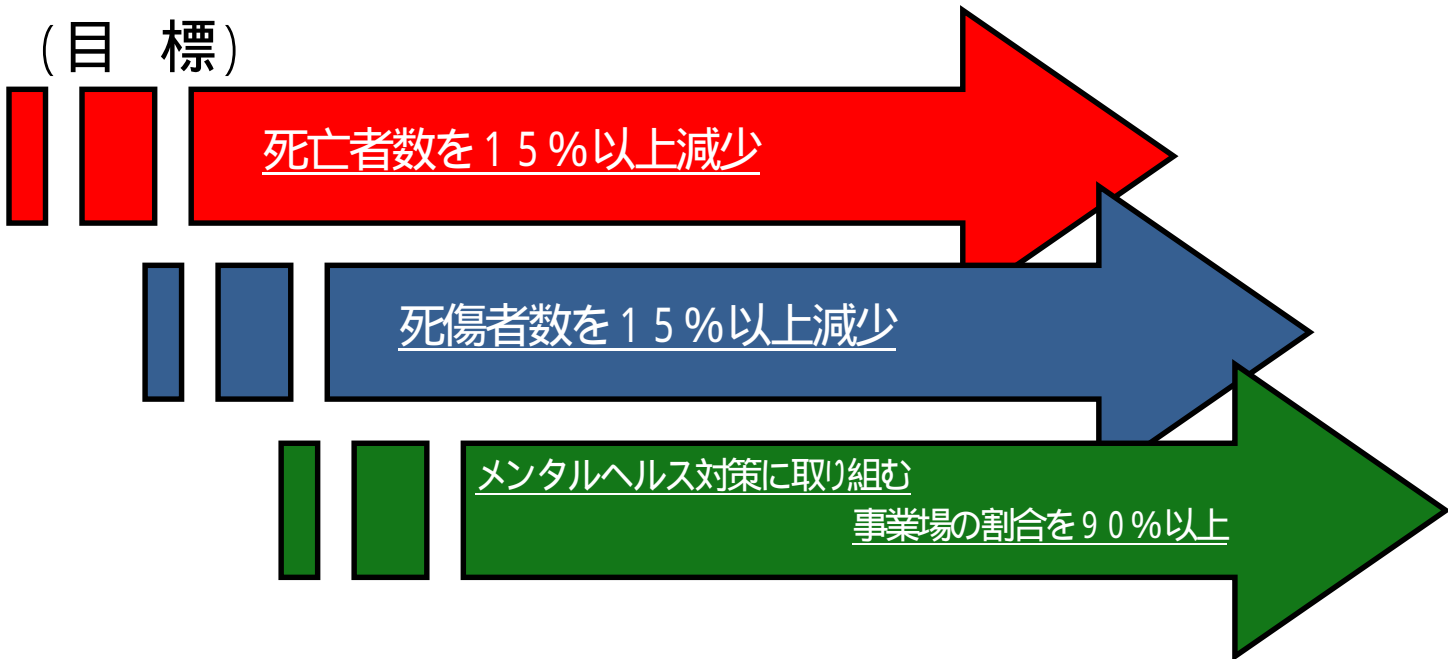 (目　標)
死亡者数を１５％以上減少
死傷者数を１５％以上減少
メンタルヘルス対策に取り組む
事業場の割合を９０％以上